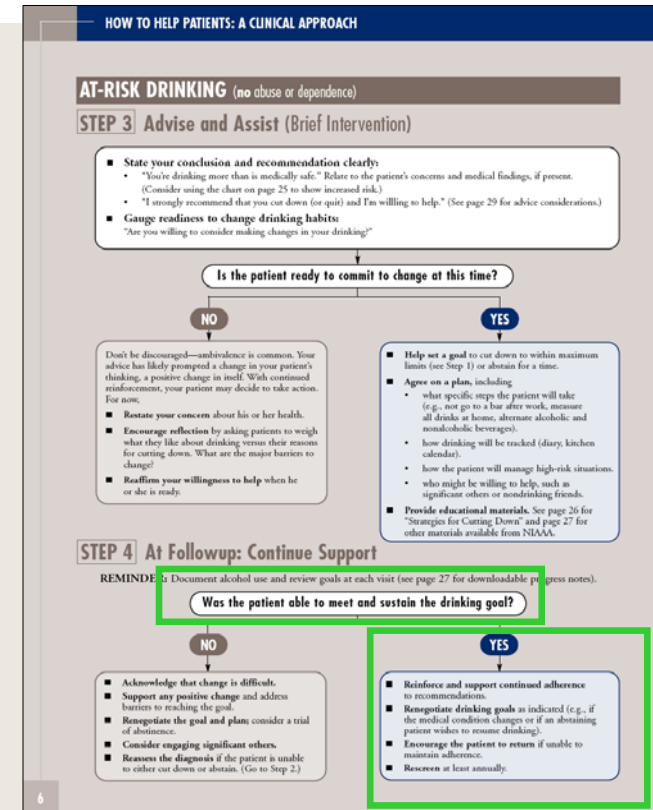 HOW TO HELP PATIENTS: A CLINICAL APPROACH
AT-RISK DRINKING (no abuse or dependence)
STEP 3 Advise and Assist (Brief Intervention)
■ State your conclusion and recommendation clearly:
• "You're drinking more than is medically safe." Relate to the patient's concerns and medical findings, if present.
(Consider using the chart on page 25 to show increased risk.)
• "I strongly recommend that you cut down (or quit) and I'm willling to help." (See page 29 for advice considerations.)
■ Gauge readiness to change drinking habits:
"Are you willing to consider making changes in your drinking?"
Is the patient ready to commit to change at this time?
NO
Don't be discouraged—ambivalence is common. Your
advice has likely prompted a change in your patient's
thinking, a positive change in itself. With continued
reinforcement, your patient may decide to take action.
For now,
■ Restate your concern about his or her health.
■ Encourage reflection by asking patients to weigh
what they like about drinking versus their reasons
for cutting down. What are the major barriers to
change?
■ Reaffirm your willingness to help when he
or she is ready.
YES
■ Help set a goal to cut down to within maximum
limits (see Step 1) or abstain for a time.
■ Agree on a plan, including
• what specific steps the patient will take
(e.g., not go to a bar after work, measure
all drinks at home, alternate alcoholic and
nonalcoholic beverages).
• how drinking will be tracked (diary, kitchen
calendar).
• how the patient will manage high-risk situations.
• who might be willing to help, such as
significant others or nondrinking friends.
■ Provide educational materials. See page 26 for
"Strategies for Cutting Down" and page 27 for
other materials available from NIAAA.
STEP 4 At Followup: Continue Support
REMINDER: Document alcohol use and review goals at each visit (see page 27 for downloadable progress notes).
Was the patient able to meet and sustain the drinking goal?
NO
■ Acknowledge that change is difficult.
■ Support any positive change and address
barriers to reaching the goal.
■ Renegotiate the goal and plan; consider a trial
of abstinence.
■ Consider engaging significant others.
■ Reassess the diagnosis if the patient is unable
to either cut down or abstain. (Go to Step 2.)
YES
■ Reinforce and support continued adherence
to recommendations.
■ Renegotiate drinking goals as indicated (e.g., if
the medical condition changes or if an abstaining
patient wishes to resume drinking).
■ Encourage the patient to return if unable to
maintain adherence.
■ Rescreen at least annually.
6